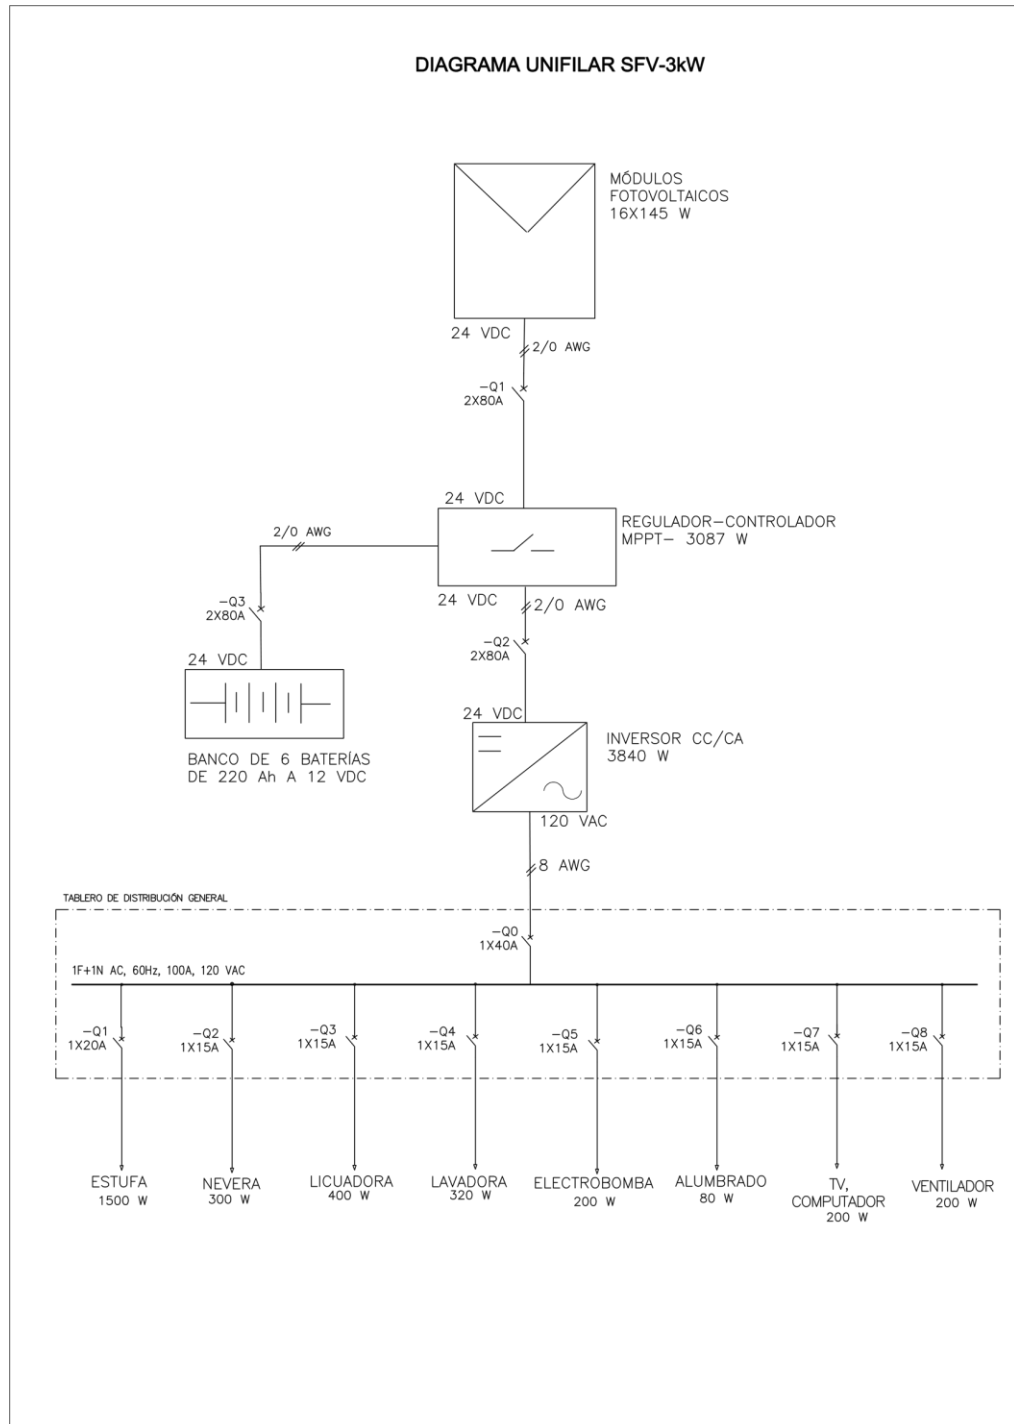 DIAGRAMA UNIFILAR SFV-3kW
MÓDULOS
FOTOVOLTAICOS
16X145 W
24 VDC
2/0 AWG
-Q1
2X80A
24 VDC
REGULADOR-CONTROLADOR
MPPT- 3087 W
2/0 AWG
24 VDC
2/0 AWG
-Q3
2X80A
-Q2
2X80A
24 VDC
24 VDC
INVERSOR CC/CA
3840 W
BANCO DE 6 BATERÍAS
DE 220 Ah A 12 VDC
120 VAC
8 AWG
TABLERO DE DISTRIBUCIÓN GENERAL
-Q0
1X40A
1F+1N AC, 60Hz, 100A, 120 VAC
-Q1
1X20A
-Q2
1X15A
-Q3
1X15A
-Q4
1X15A
-Q5
1X15A
-Q6
1X15A
-Q7
1X15A
-Q8
1X15A
ESTUFA
1500 W
NEVERA
300 W
LICUADORA
400 W
LAVADORA
320 W
ELECTROBOMBA
200 W
ALUMBRADO
80 W
TV,
COMPUTADOR
200 W
VENTILADOR
200 W